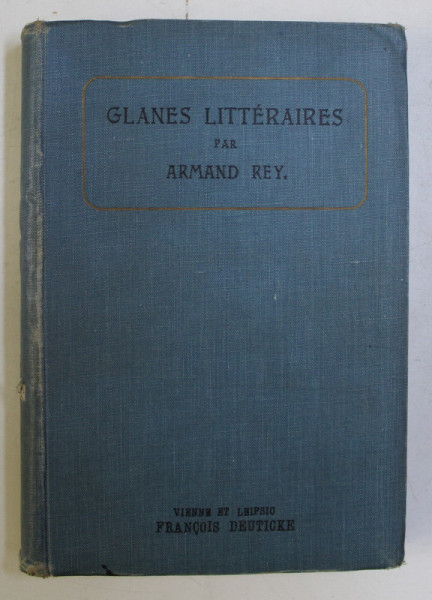 GLANES LITTÉRAIRES
PAR
ARMAND REY.
VIENNE ET LEIPSIC
FRANÇOIS DEUTICKE